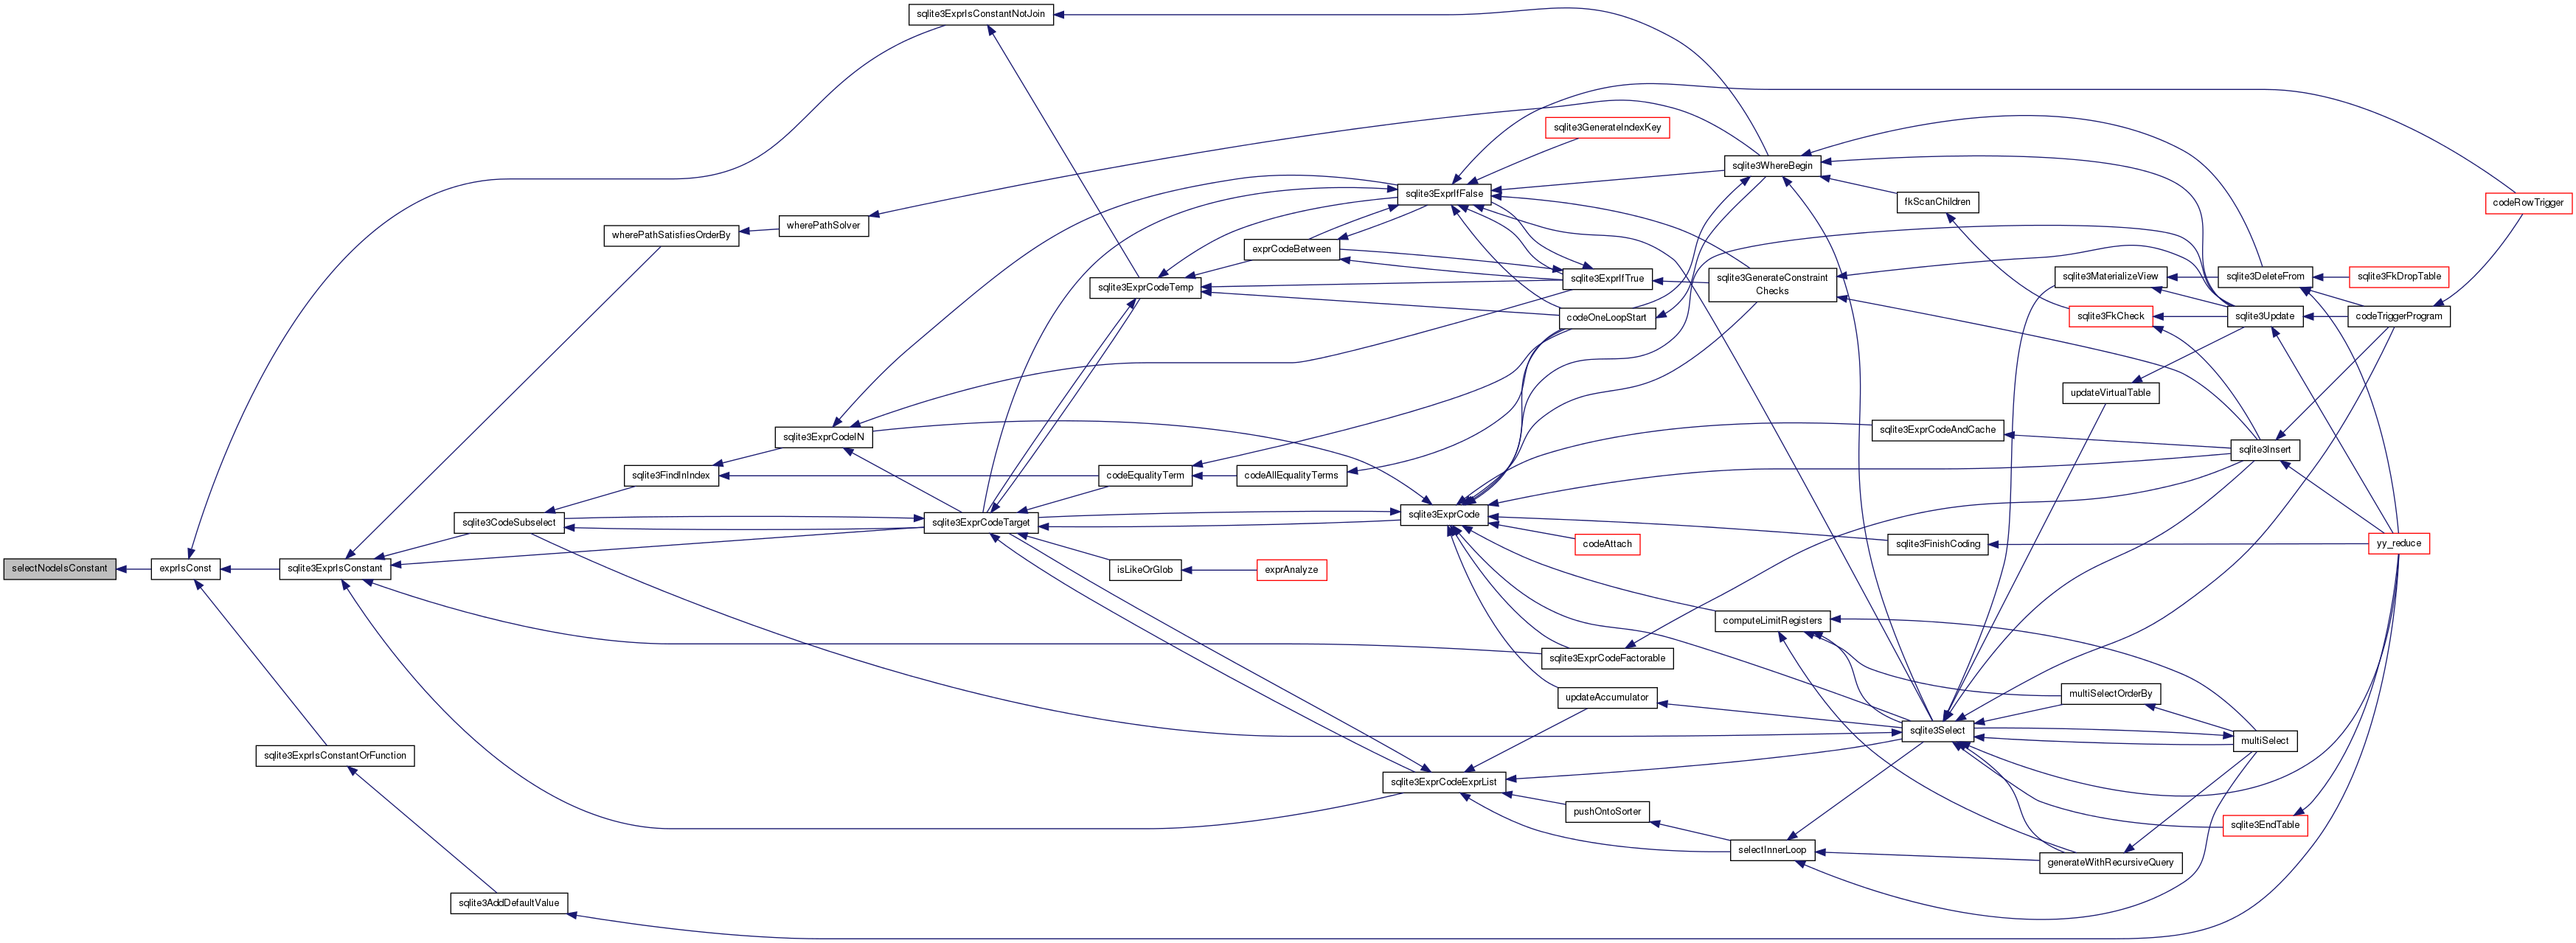 sqlite3ExprIsConstantNotJoin
sqlite3GenerateIndexKey
sqlite3WhereBegin
sqlite3ExprIfFalse
fkScanChildren
codeRowTrigger
wherePathSolver
wherePathSatisfiesOrderBy
exprCodeBetween
sqlite3ExprIfTrue
sqlite3GenerateConstraint
Checks
sqlite3MaterializeView
sqlite3DeleteFrom
sqlite3FkDropTable
sqlite3ExprCodeTemp
codeOneLoopStart
sqlite3FkCheck
sqlite3Update
codeTriggerProgram
updateVirtualTable
sqlite3ExprCodeIN
sqlite3ExprCodeAndCache
sqlite3Insert
sqlite3FindInIndex
codeEqualityTerm
codeAllEqualityTerms
sqlite3CodeSubselect
sqlite3ExprCodeTarget
sqlite3ExprCode
codeAttach
sqlite3FinishCoding
yy_reduce
selectNodeIsConstant
exprIsConst
sqlite3ExprIsConstant
isLikeOrGlob
exprAnalyze
computeLimitRegisters
sqlite3ExprCodeFactorable
updateAccumulator
multiSelectOrderBy
sqlite3Select
multiSelect
sqlite3ExprIsConstantOrFunction
sqlite3ExprCodeExprList
pushOntoSorter
sqlite3EndTable
selectInnerLoop
generateWithRecursiveQuery
sqlite3AddDefaultValue